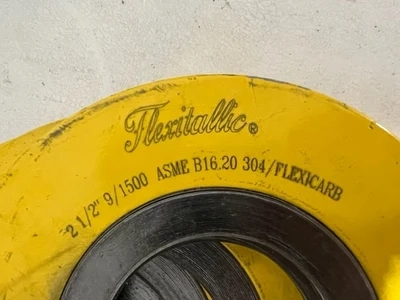 Flexitallic®
2 1/2" 9/1500 ASME B16.20 304/FLEXICARB